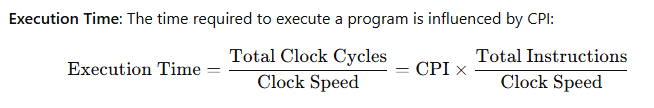 Execution Time: The time required to execute a program is influenced by CPI:
Execution Time = Total Clock Cycles / Clock Speed = CPI × Total Instructions / Clock Speed